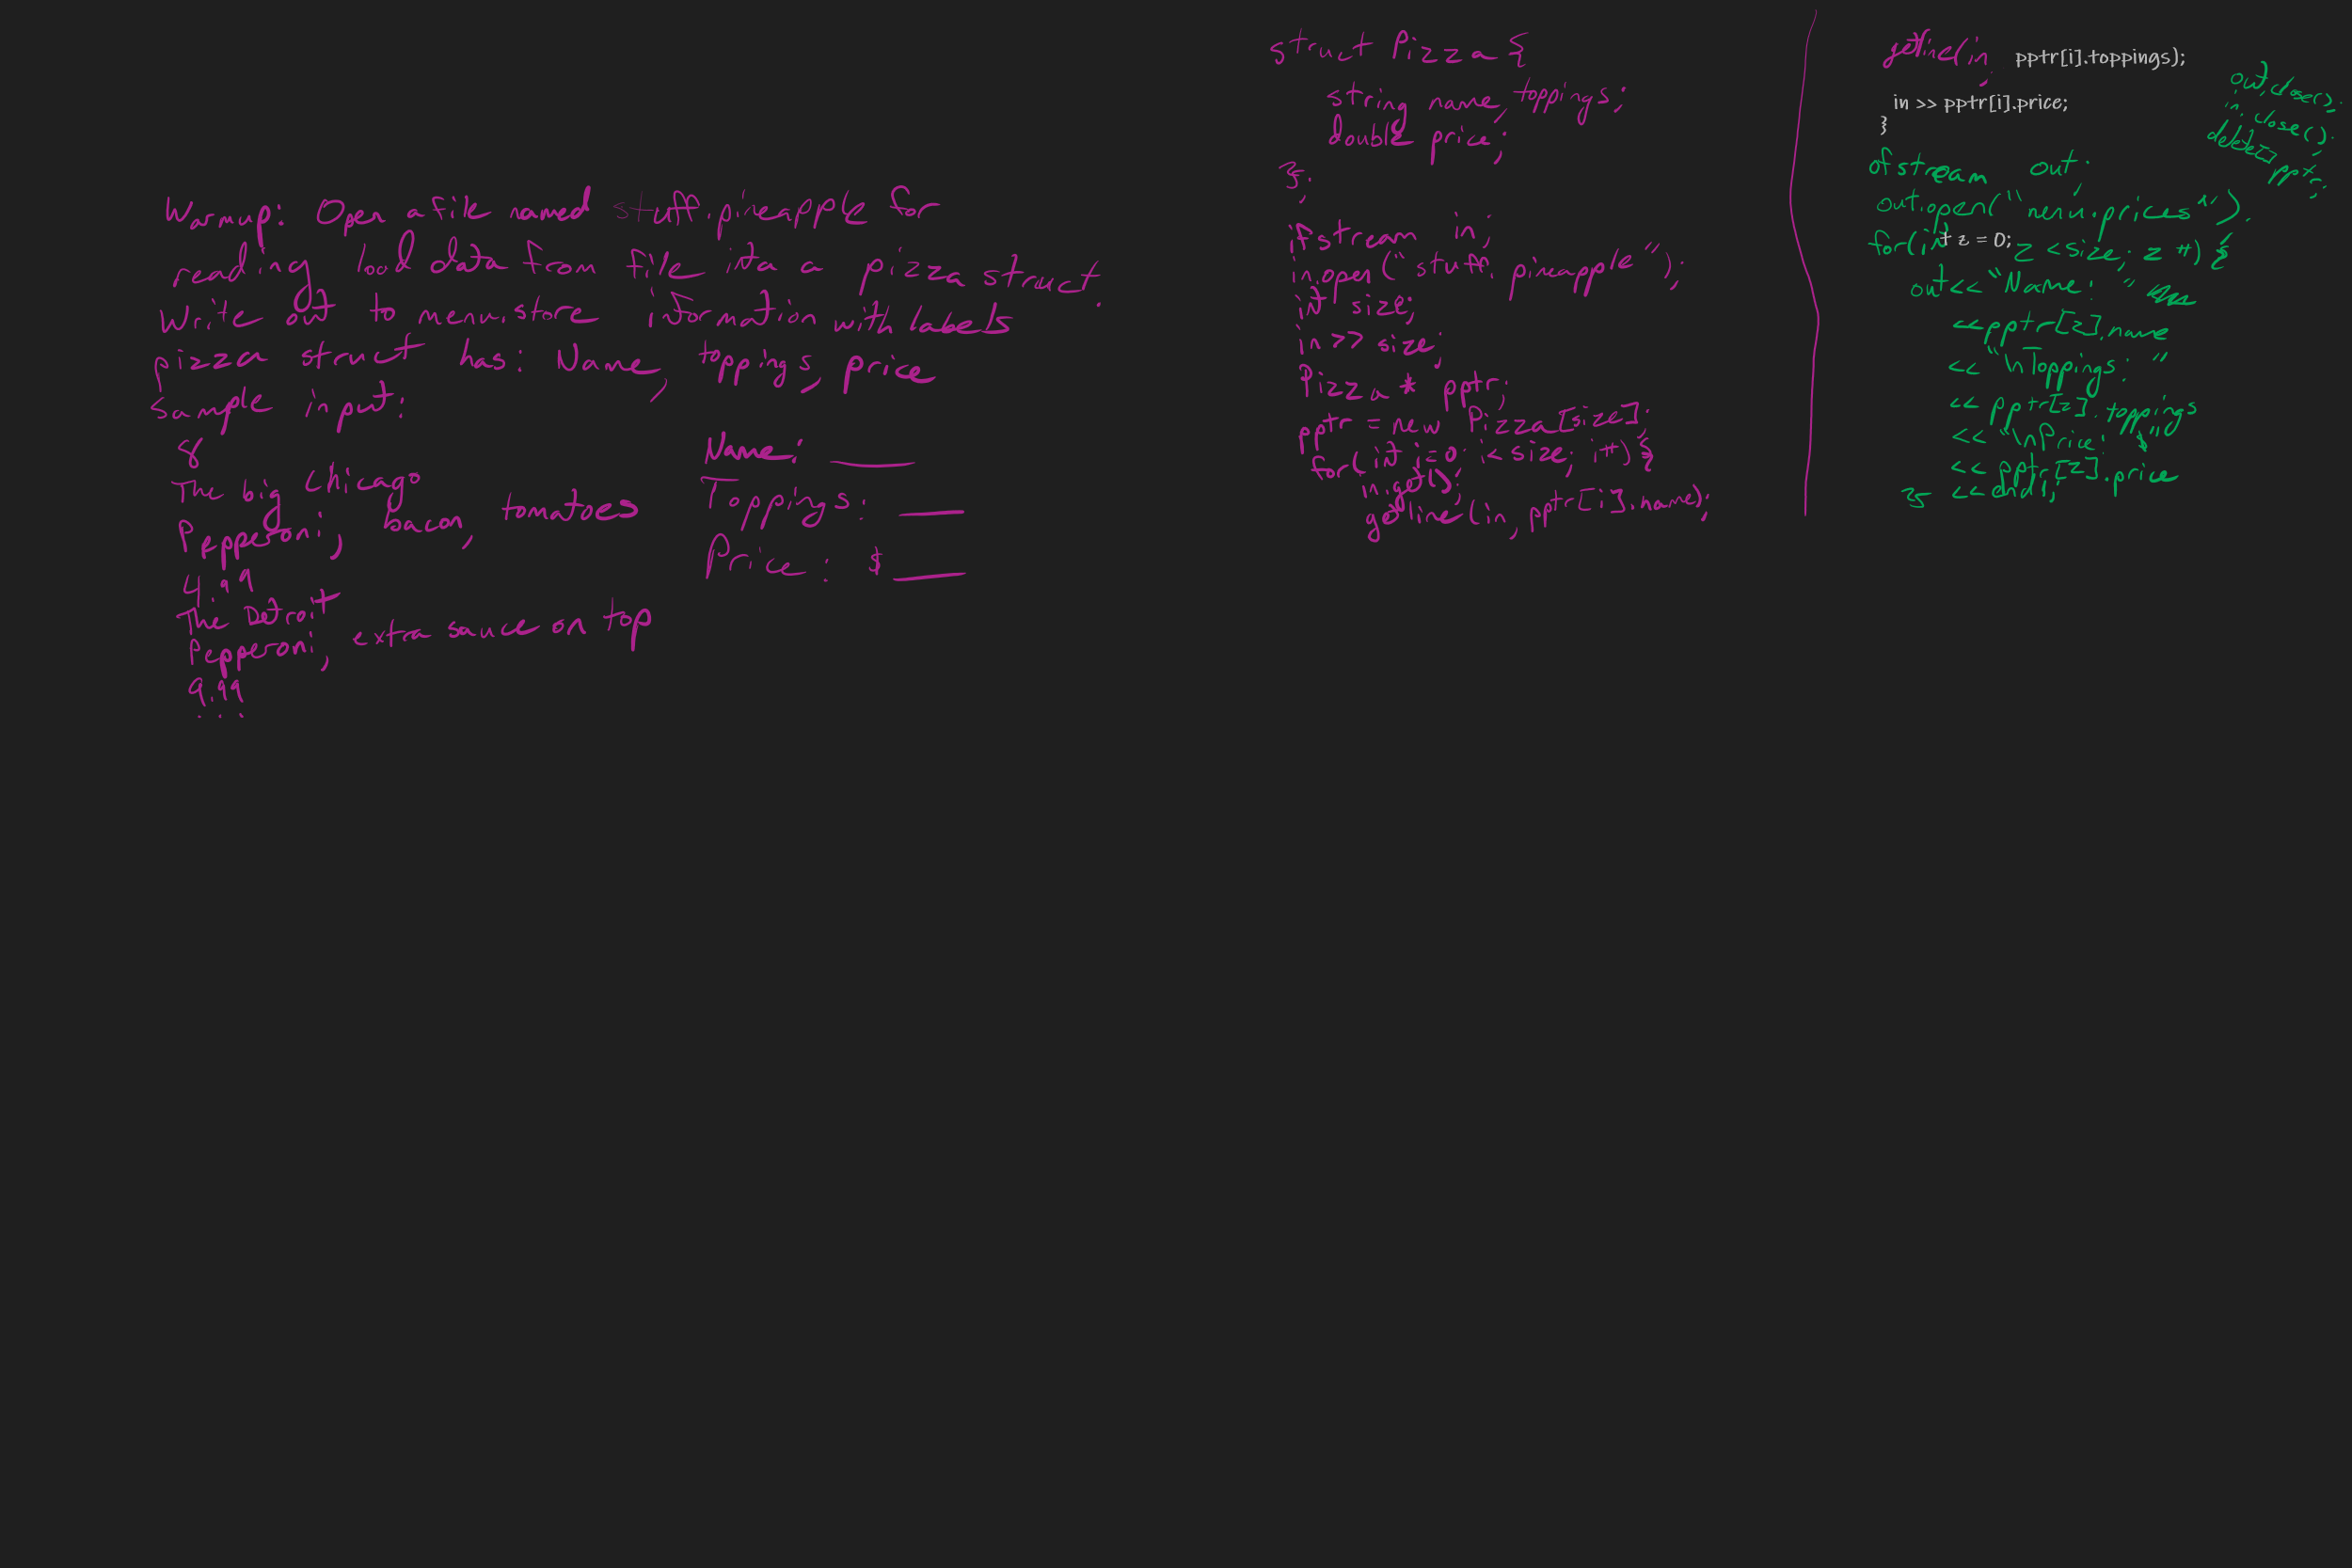 Warmup: Open a file named stuff.pineapple for
reading load data from file into a pizza struct.
Write out to menu.store information with labels
pizza struct has: Name, toppings, price
Sample input:
8
The big Chicago
Pepperoni, bacon, tomatoes
4.99
The Detroit
Pepperoni, extra sauce on top
9.99
...
Name: ____
Toppings: ____
Price: $____
struct Pizza{
string name, toppings;
double price;
};
ifstream in;
in.open("stuff.pineapple");
int size;
in >> size;
Pizza * pptr;
pptr = new Pizza[size];
for(int i=0; i<size; i++){
in.get();
getline(in, pptr[i].name);
getline(in, pptr[i].toppings);
in >> pptr[i].price;
}
ofstream out;
out.open("menu.prices");
for(int z = 0; z<size; z++){
out<<"Name: "
<<pptr[z].name
<<"\nToppings: "
<<pptr[z].toppings
<<"\nPrice: $"
<<pptr[z].price
<<endl;
}
out.close();
in.close();
delete[] pptr;